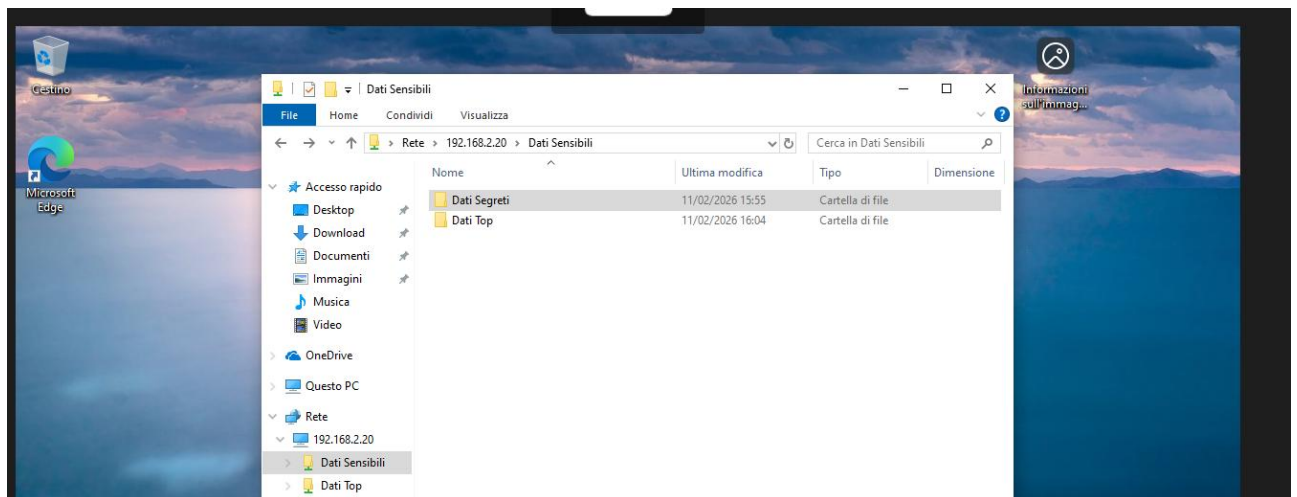 Cestino
Microsoft
Edge
Informazioni
sull'immag...
Dati Sensibili
File Home Condividi Visualizza
Rete > 192.168.2.20 > Dati Sensibili
Cerca in Dati Sensibili
Nome Ultima modifica Tipo Dimensione
Dati Segreti 11/02/2026 15:55 Cartella di file
Dati Top 11/02/2026 16:04 Cartella di file
Accesso rapido
Desktop
Download
Documenti
Immagini
Musica
Video
OneDrive
Questo PC
Rete
192.168.2.20
Dati Sensibili
Dati Top